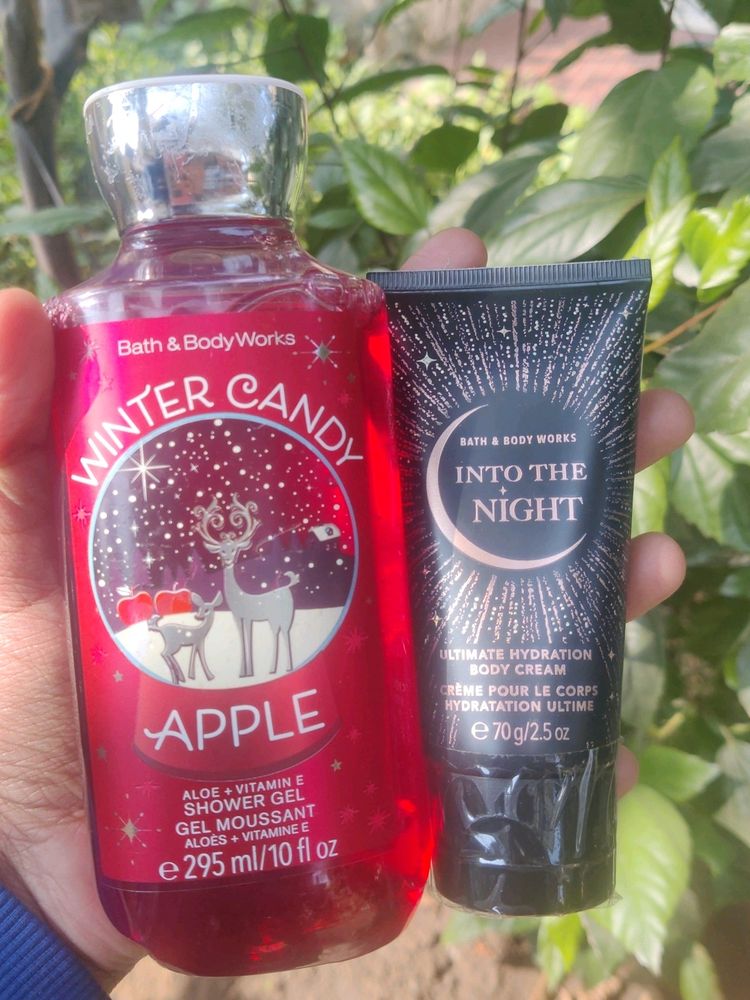 Bath & Body Works
WINTER CANDY
APPLE
ALOE + VITAMIN E
SHOWER GEL
GEL MOUSSANT
ALOÈS + VITAMINE E
℮ 295 ml/10 fl oz
BATH & BODY WORKS
INTO THE
NIGHT
ULTIMATE HYDRATION
BODY CREAM
CRÈME POUR LE CORPS
HYDRATATION ULTIME
℮ 70 g/2.5 oz